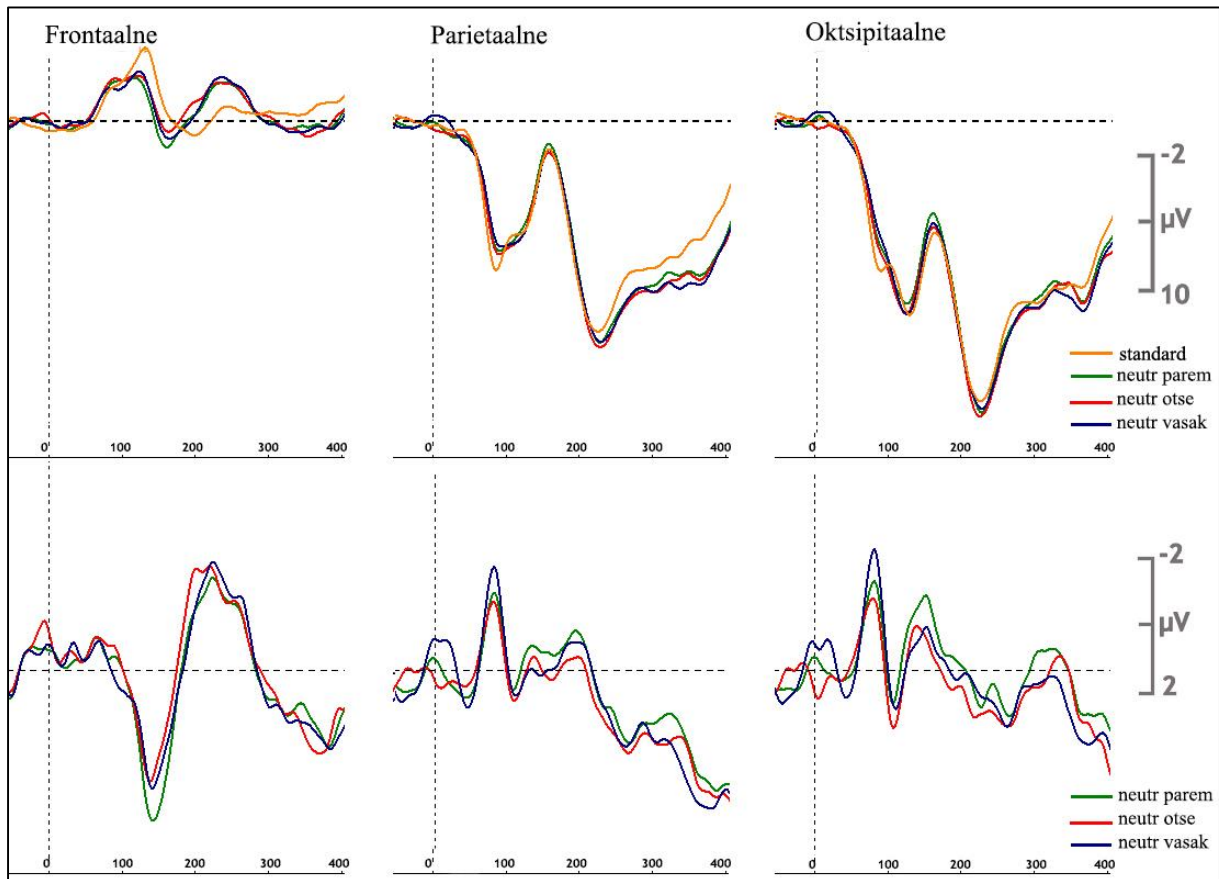 Frontaalne
Parietaalne
Oktsipitaalne
-2
µV
10
standard
neutr parem
neutr otse
neutr vasak
0 100 200 300 400
0 100 200 300 400
0 100 200 300 400
-2
µV
2
neutr parem
neutr otse
neutr vasak
0 100 200 300 400
0 100 200 300 400
0 100 200 300 400